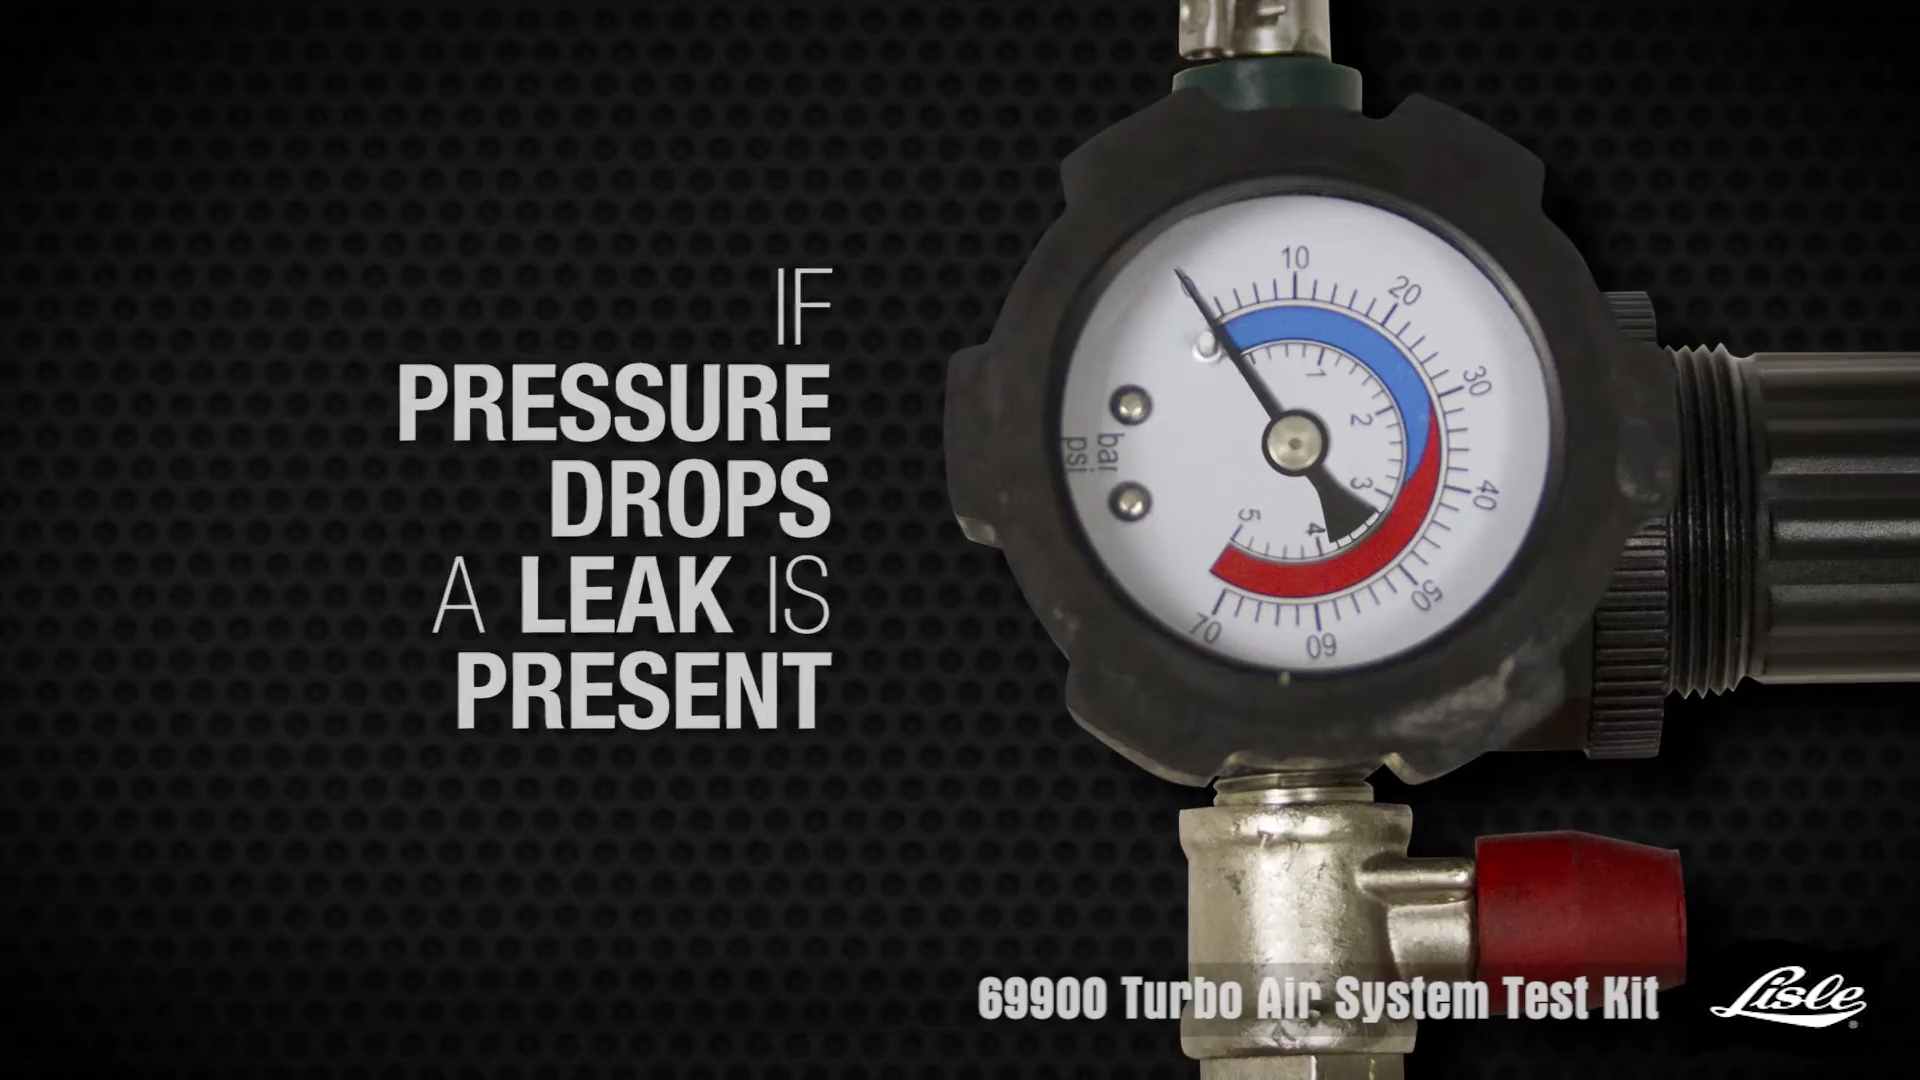 IF
PRESSURE
DROPS
A LEAK IS
PRESENT
10
20
30
40
50
60
70
1
2
3
4
5
bar
psi
69900 Turbo Air System Test Kit
Lisle